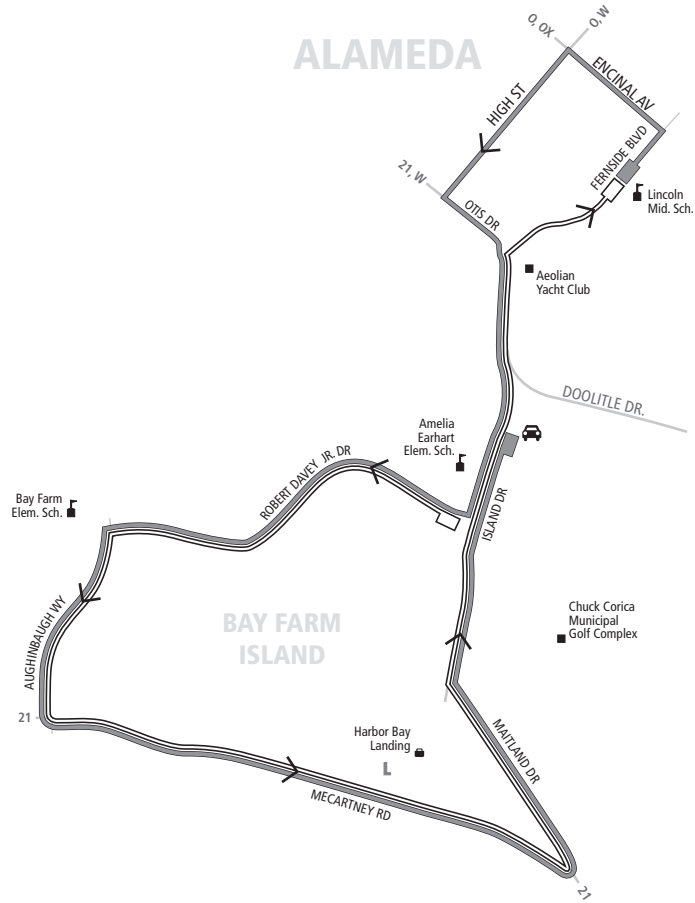 O, OX
O, W
ALAMEDA
ENCINAL AV
HIGH ST
FERNSIDE BLVD
21, W
Lincoln
Mid. Sch.
OTIS DR
Aeolian
Yacht Club
DOOLITLE DR.
Amelia
Earhart
Elem. Sch.
ROBERT DAVEY JR. DR
Bay Farm
Elem. Sch.
ISLAND DR
AUGHINBAUGH WY
BAY FARM
ISLAND
Chuck Corica
Municipal
Golf Complex
21
Harbor Bay
Landing
L
MAITLAND DR
MECARTNEY RD
21